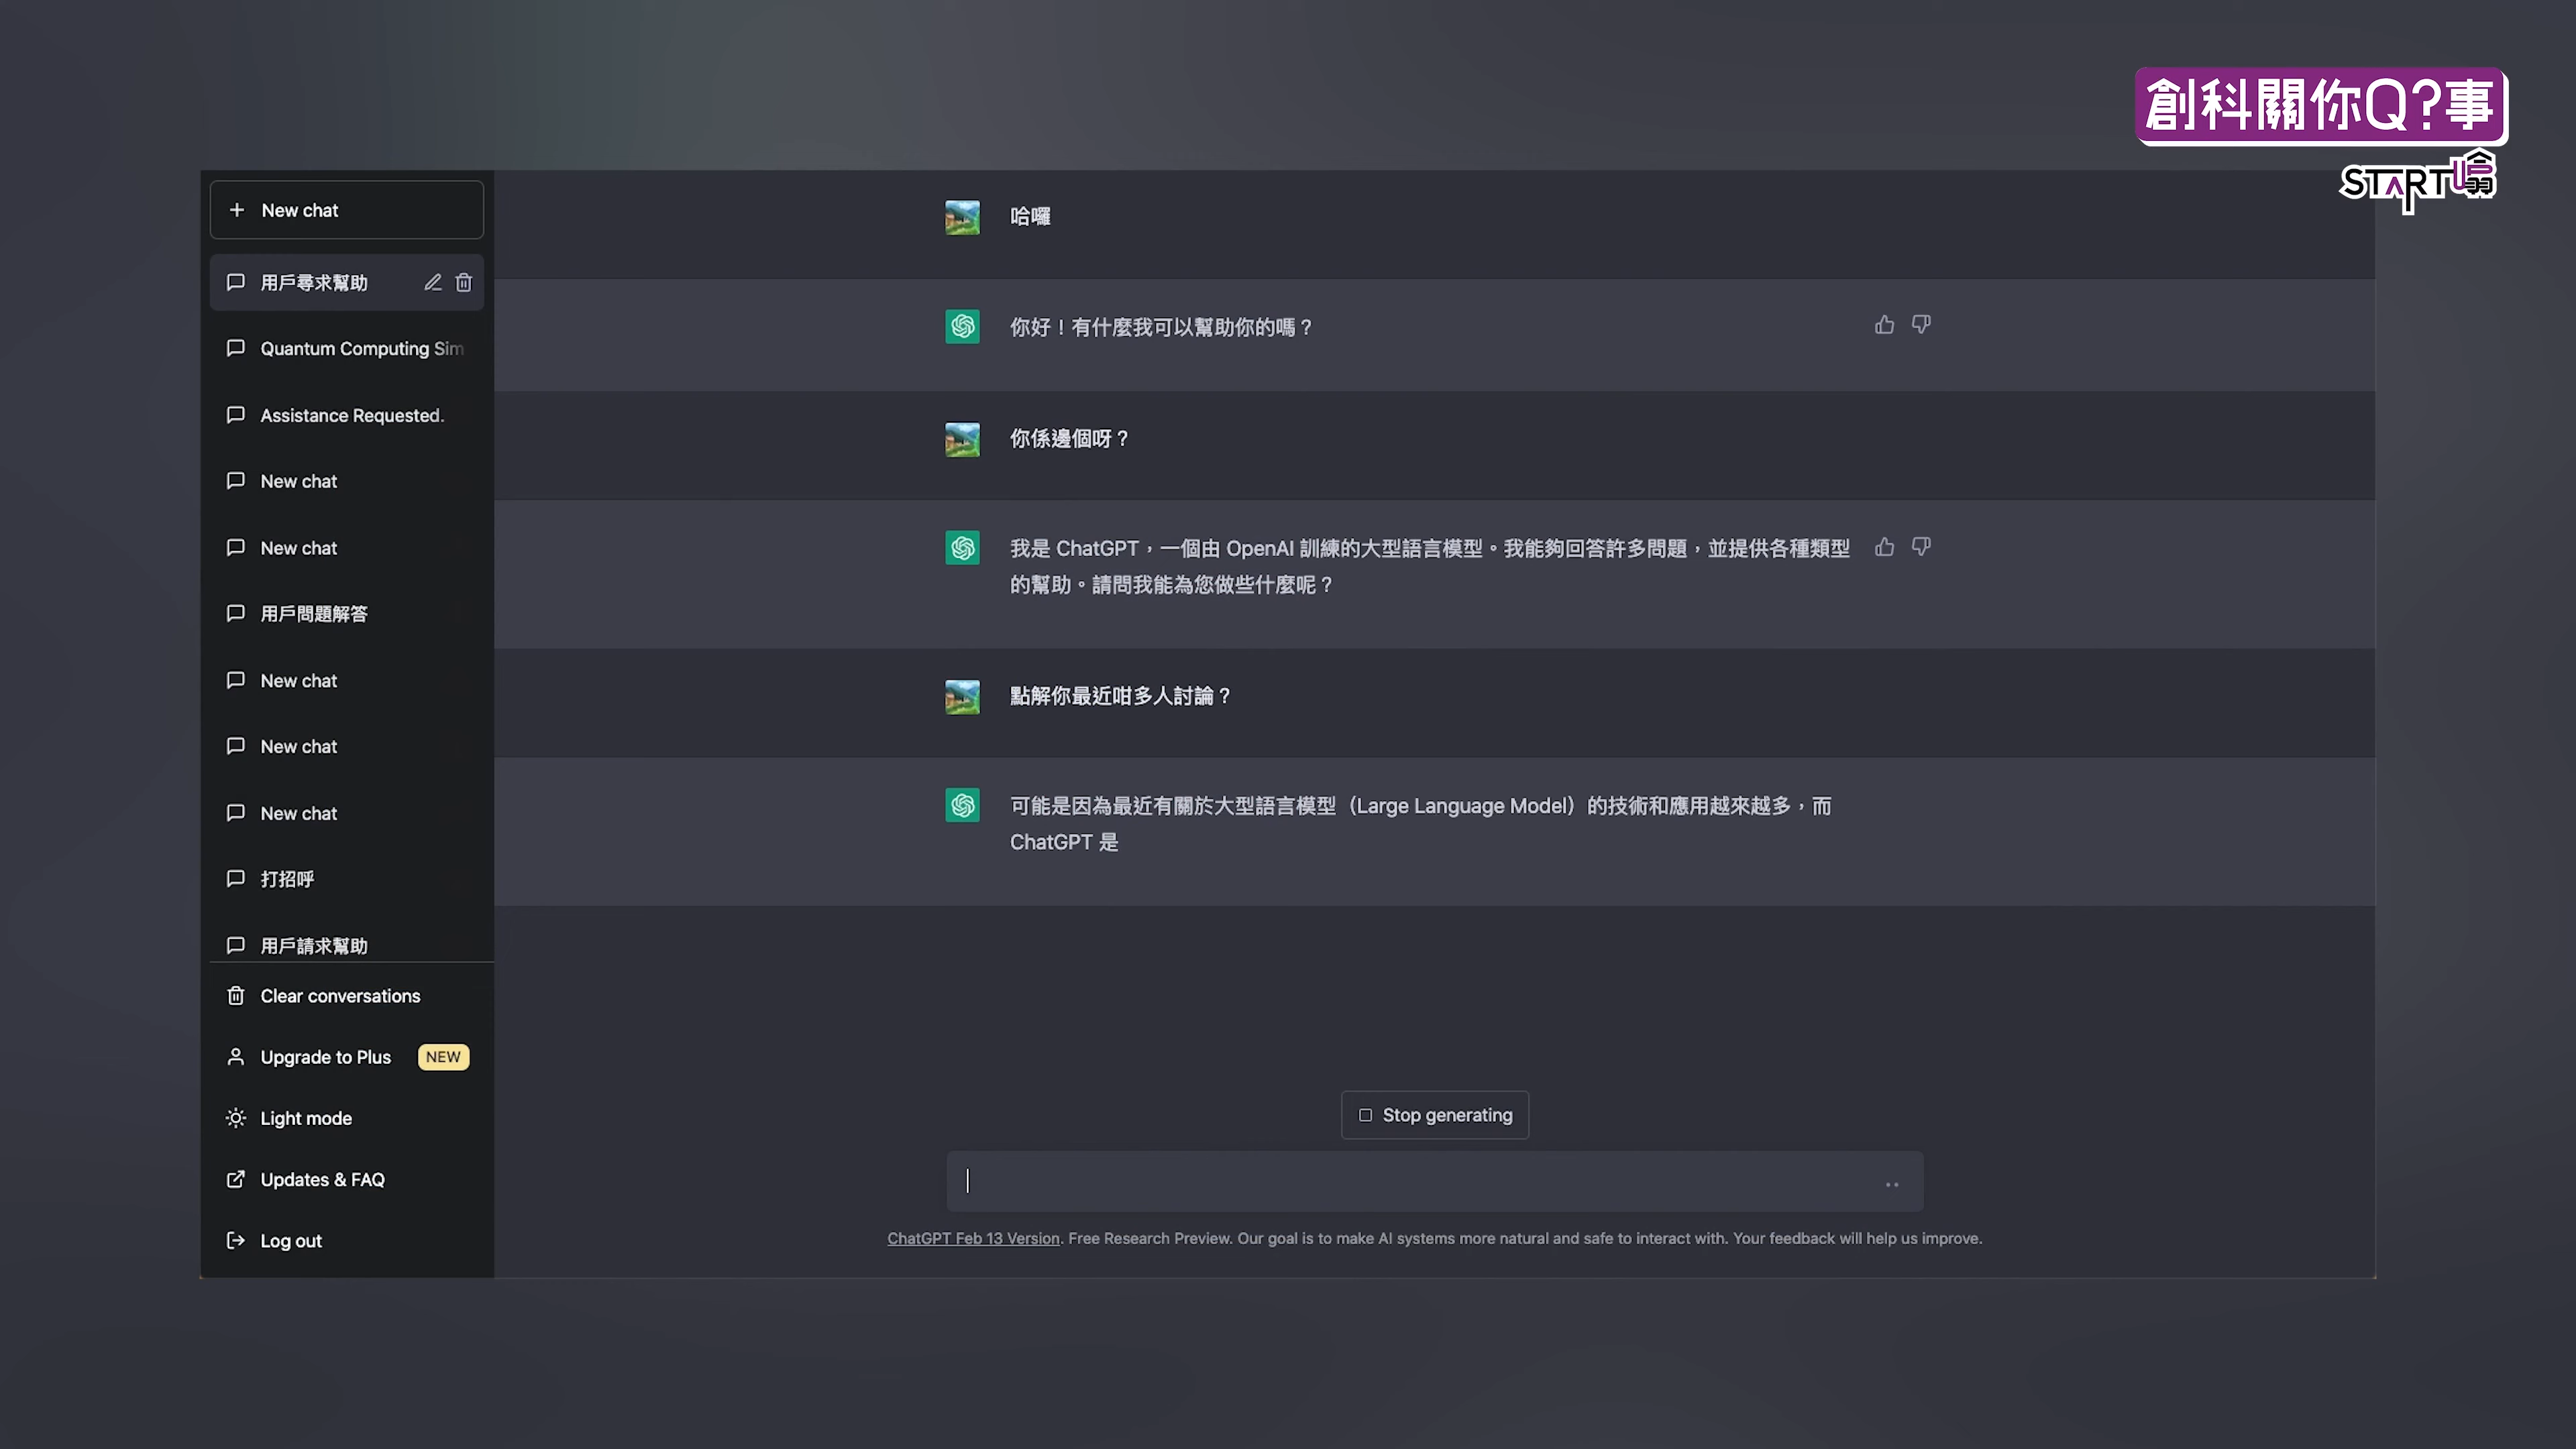 創科關你Q?事
STARTUP
New chat
用戶尋求幫助
Quantum Computing Sim
Assistance Requested.
New chat
New chat
用戶問題解答
New chat
New chat
New chat
打招呼
用戶請求幫助
Clear conversations
Upgrade to Plus NEW
Light mode
Updates & FAQ
Log out
哈囉
你好！有什麼我可以幫助你的嗎？
你係邊個呀？
我是 ChatGPT，一個由 OpenAI 訓練的大型語言模型。我能夠回答許多問題，並提供各種類型
的幫助。請問我能為您做些什麼呢？
點解你最近咁多人討論？
可能是因為最近有關於大型語言模型（Large Language Model）的技術和應用越來越多，而
ChatGPT 是
Stop generating
ChatGPT Feb 13 Version. Free Research Preview. Our goal is to make AI systems more natural and safe to interact with. Your feedback will help us improve.